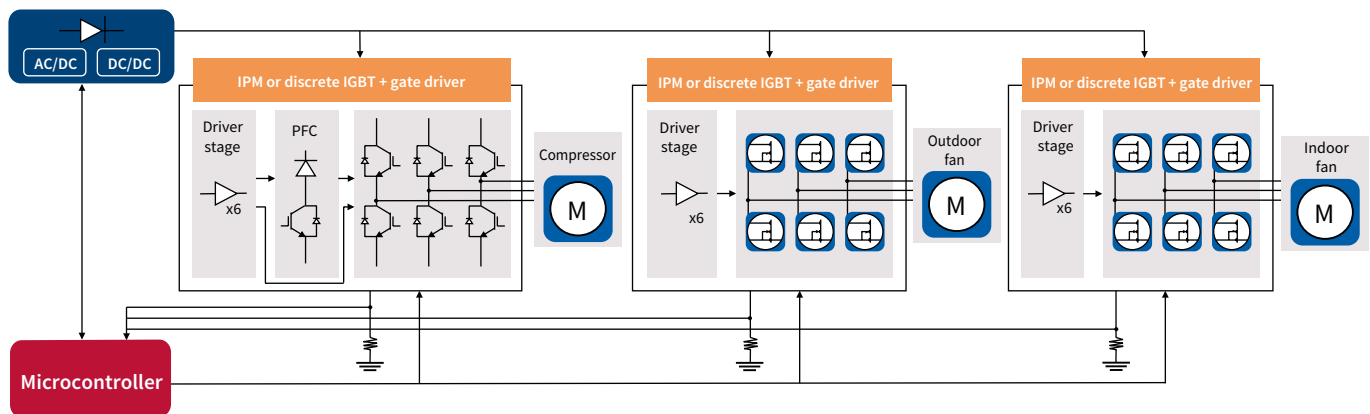 AC/DC
DC/DC
IPM or discrete IGBT + gate driver
Driver
stage
x6
PFC
Compressor
M
IPM or discrete IGBT + gate driver
Driver
stage
x6
Outdoor
fan
M
IPM or discrete IGBT + gate driver
Driver
stage
x6
Indoor
fan
M
Microcontroller